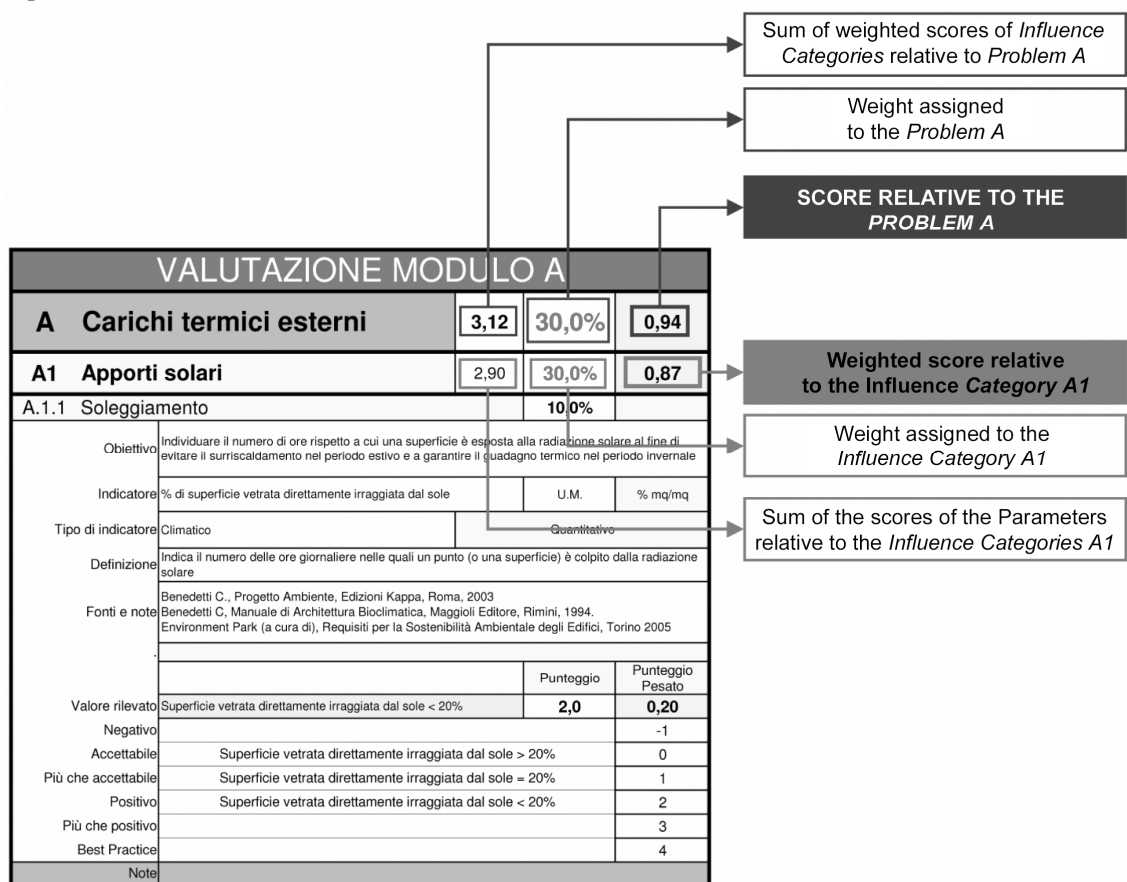 Sum of weighted scores of Influence
Categories relative to Problem A
Weight assigned
to the Problem A
SCORE RELATIVE TO THE
PROBLEM A
VALUTAZIONE MODULO A
A Carichi termici esterni 3,12 30,0% 0,94
A1 Apporti solari 2,90 30,0% 0,87
Weighted score relative
to the Influence Category A1
A.1.1 Soleggiamento 10,0%
Weight assigned to the
Influence Category A1
Obiettivo Individuare il numero di ore rispetto a cui una superficie è esposta alla radiazione solare al fine di
evitare il surriscaldamento nel periodo estivo e a garantire il guadagno termico nel periodo invernale
Indicatore % di superficie vetrata direttamente irraggiata dal sole U.M. % mq/mq
Sum of the scores of the Parameters
relative to the Influence Categories A1
Tipo di indicatore Climatico Quantitativo
Definizione Indica il numero delle ore giornaliere nelle quali un punto (o una superficie) è colpito dalla radiazione
solare
Fonti e note Benedetti C., Progetto Ambiente, Edizioni Kappa, Roma, 2003
Benedetti C, Manuale di Architettura Bioclimatica, Maggioli Editore, Rimini, 1994.
Environment Park (a cura di), Requisiti per la Sostenibilità Ambientale degli Edifici, Torino 2005
.
Punteggio Punteggio
Pesato
Valore rilevato Superficie vetrata direttamente irraggiata dal sole < 20% 2,0 0,20
Negativo -1
Accettabile Superficie vetrata direttamente irraggiata dal sole > 20% 0
Più che accettabile Superficie vetrata direttamente irraggiata dal sole = 20% 1
Positivo Superficie vetrata direttamente irraggiata dal sole < 20% 2
Più che positivo 3
Best Practice 4
Note